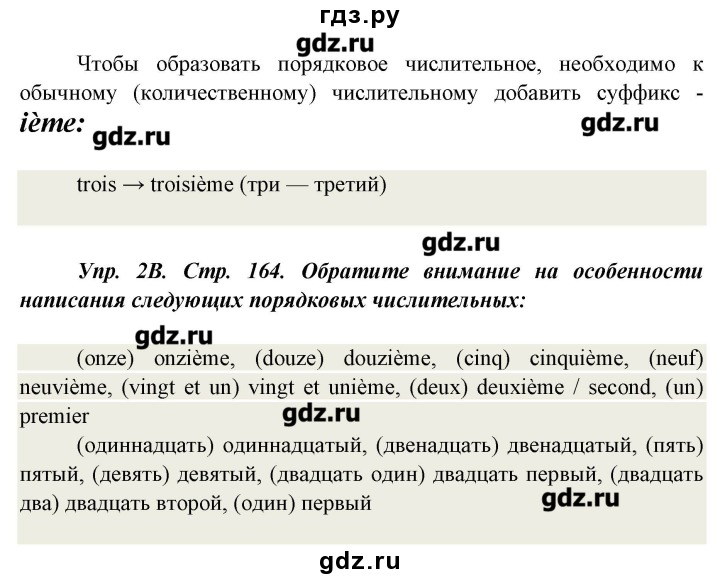 гдз.ру
gdz.ru
Чтобы образовать порядковое числительное, необходимо к
обычному (количественному) числительному добавить суффикс -
ième:
gdz.ru
gdz.ru
trois → troisième (три — третий)
gdz.ru
Упр. 2В. Стр. 164. Обратите внимание на особенности
написания следующих порядковых числительных:
gdz.ru
(onze) onzième, (douze) douzième, (cinq) cinquième, (neuf)
neuvième, (vingt et un) vingt et unième, (deux) deuxième / second, (un)
premier
gdz.ru
(одиннадцать) одиннадцатый, (двенадцать) двенадцатый, (пять)
пятый, (девять) девятый, (двадцать один) двадцать первый, (двадцать
два) двадцать второй, (один) первый
gdz.ru
gdz.ru